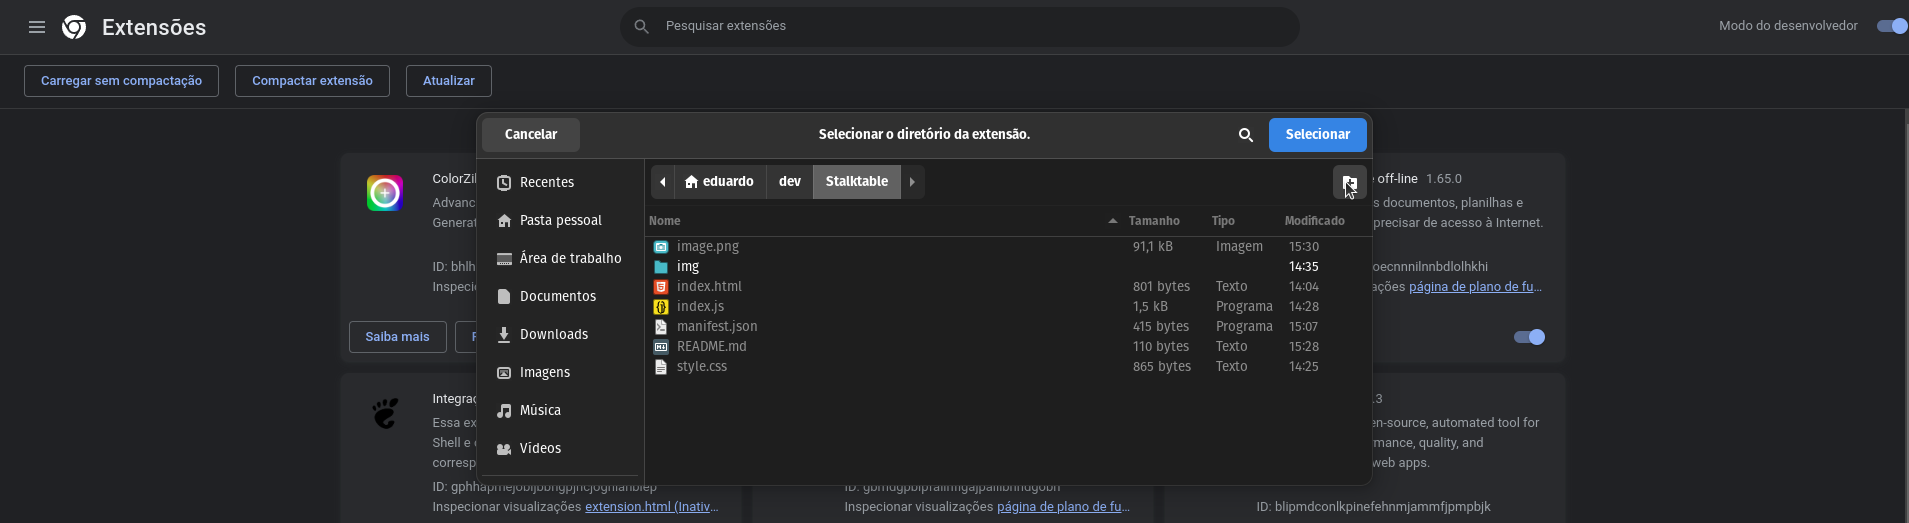 Extensões
Pesquisar extensões
Modo do desenvolvedor
Carregar sem compactação
Compactar extensão
Atualizar
Cancelar
Selecionar o diretório da extensão.
Selecionar
Recentes
Pasta pessoal
Área de trabalho
Documentos
Downloads
Imagens
Música
Vídeos
eduardo
dev
Stalktable
Nome Tamanho Tipo Modificado
image.png 91,1 kB Imagem 15:30
img 14:35
index.html 801 bytes Texto 14:04
index.js 1,5 kB Programa 14:28
manifest.json 415 bytes Programa 15:07
README.md 110 bytes Texto 15:28
style.css 865 bytes Texto 14:25
ColorZil
Advanc
Generat
ID: bhlh
Inspeci
Saiba mais
off-line 1.65.0
documentos, planilhas e
precisar de acesso à Internet.
oecnnnilnnbdlolhkhi
ações página de plano de fu…
Integrac
Essa ex
Shell e
corresp
Inspecionar visualizações extension.html (Inativ…
Inspecionar visualizações página de plano de fu…
.3
en-source, automated tool for
mance, quality, and
web apps.
ID: blipmdconlkpinefehnmjammfjpmpbjk